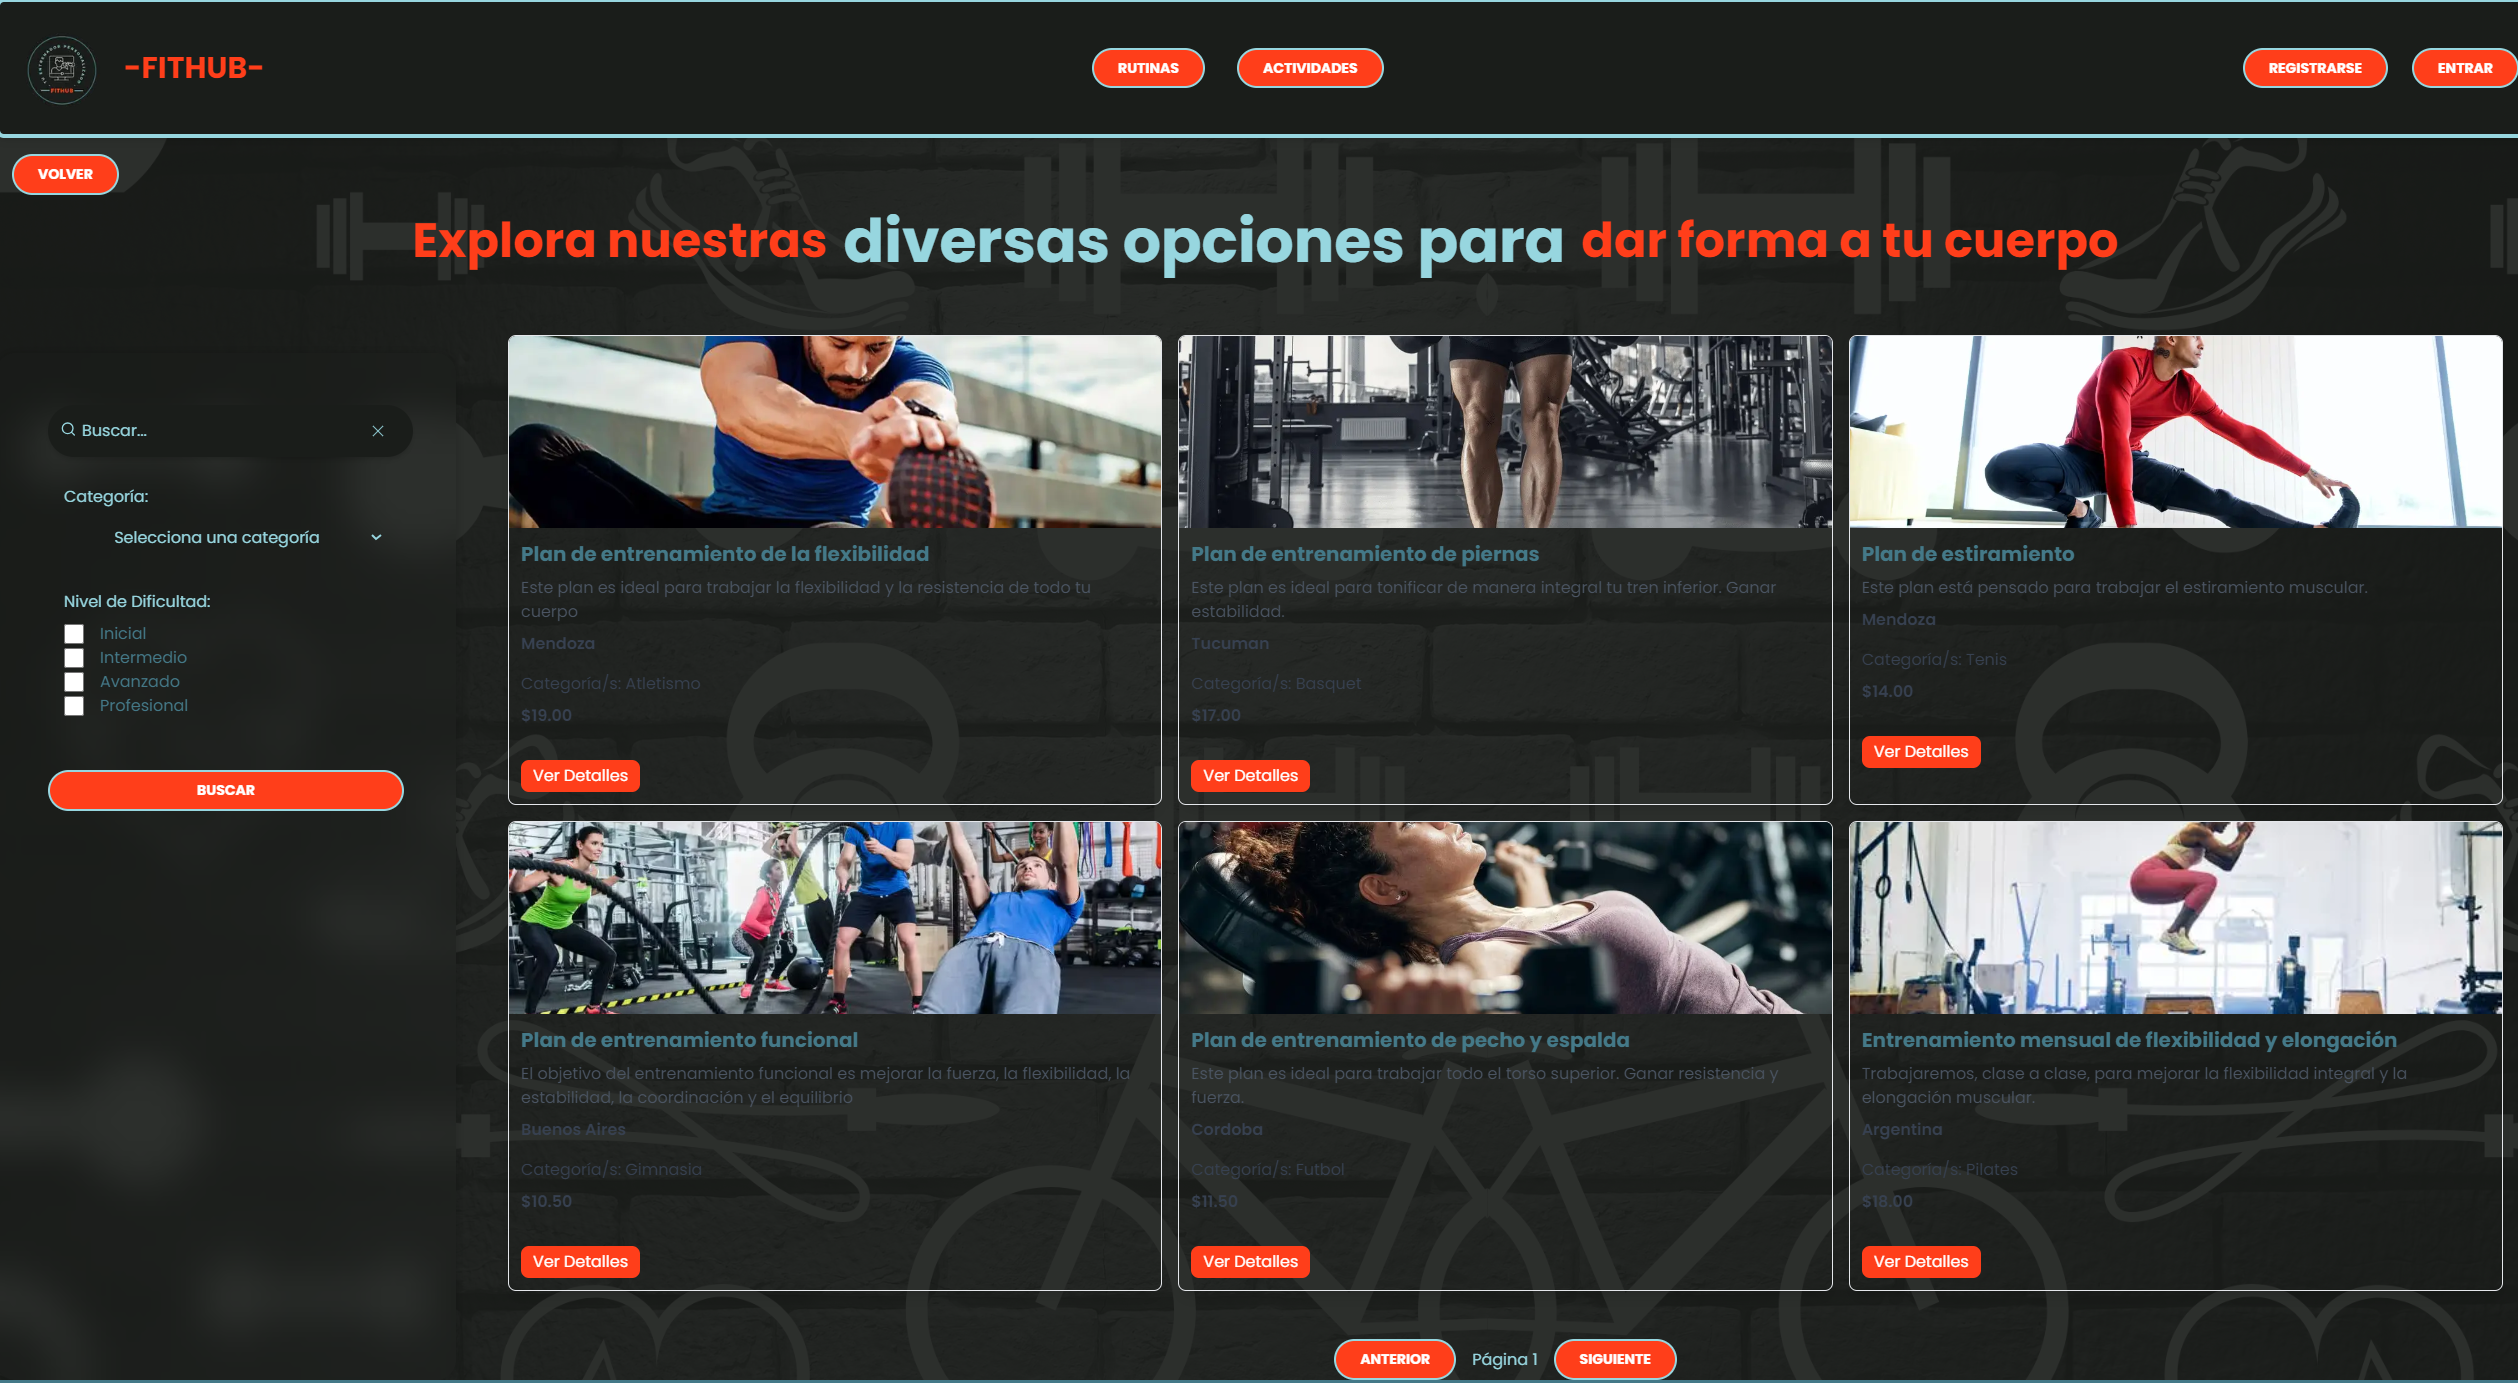 ENTRENADOR PERSONALIZADO
FITHUB
-FITHUB-
RUTINAS
ACTIVIDADES
REGISTRARSE
ENTRAR
VOLVER
Explora nuestras diversas opciones para dar forma a tu cuerpo
Buscar...
Categoría:
Selecciona una categoría
Nivel de Dificultad:
Inicial
Intermedio
Avanzado
Profesional
BUSCAR
Plan de entrenamiento de la flexibilidad
Este plan es ideal para trabajar la flexibilidad y la resistencia de todo tu
cuerpo
Mendoza
Categoría/s: Atletismo
$19.00
Ver Detalles
Plan de entrenamiento de piernas
Este plan es ideal para tonificar de manera integral tu tren inferior. Ganar
estabilidad.
Tucuman
Categoría/s: Basquet
$17.00
Ver Detalles
Plan de estiramiento
Este plan está pensado para trabajar el estiramiento muscular.
Mendoza
Categoría/s: Tenis
$14.00
Ver Detalles
Plan de entrenamiento funcional
El objetivo del entrenamiento funcional es mejorar la fuerza, la flexibilidad, la
estabilidad, la coordinación y el equilibrio
Buenos Aires
Categoría/s: Gimnasia
$10.50
Ver Detalles
Plan de entrenamiento de pecho y espalda
Este plan es ideal para trabajar todo el torso superior. Ganar resistencia y
fuerza.
Cordoba
Categoría/s: Futbol
$11.50
Ver Detalles
Entrenamiento mensual de flexibilidad y elongación
Trabajaremos, clase a clase, para mejorar la flexibilidad integral y la
elongación muscular.
Argentina
Categoría/s: Pilates
$18.00
Ver Detalles
ANTERIOR
Página 1
SIGUIENTE